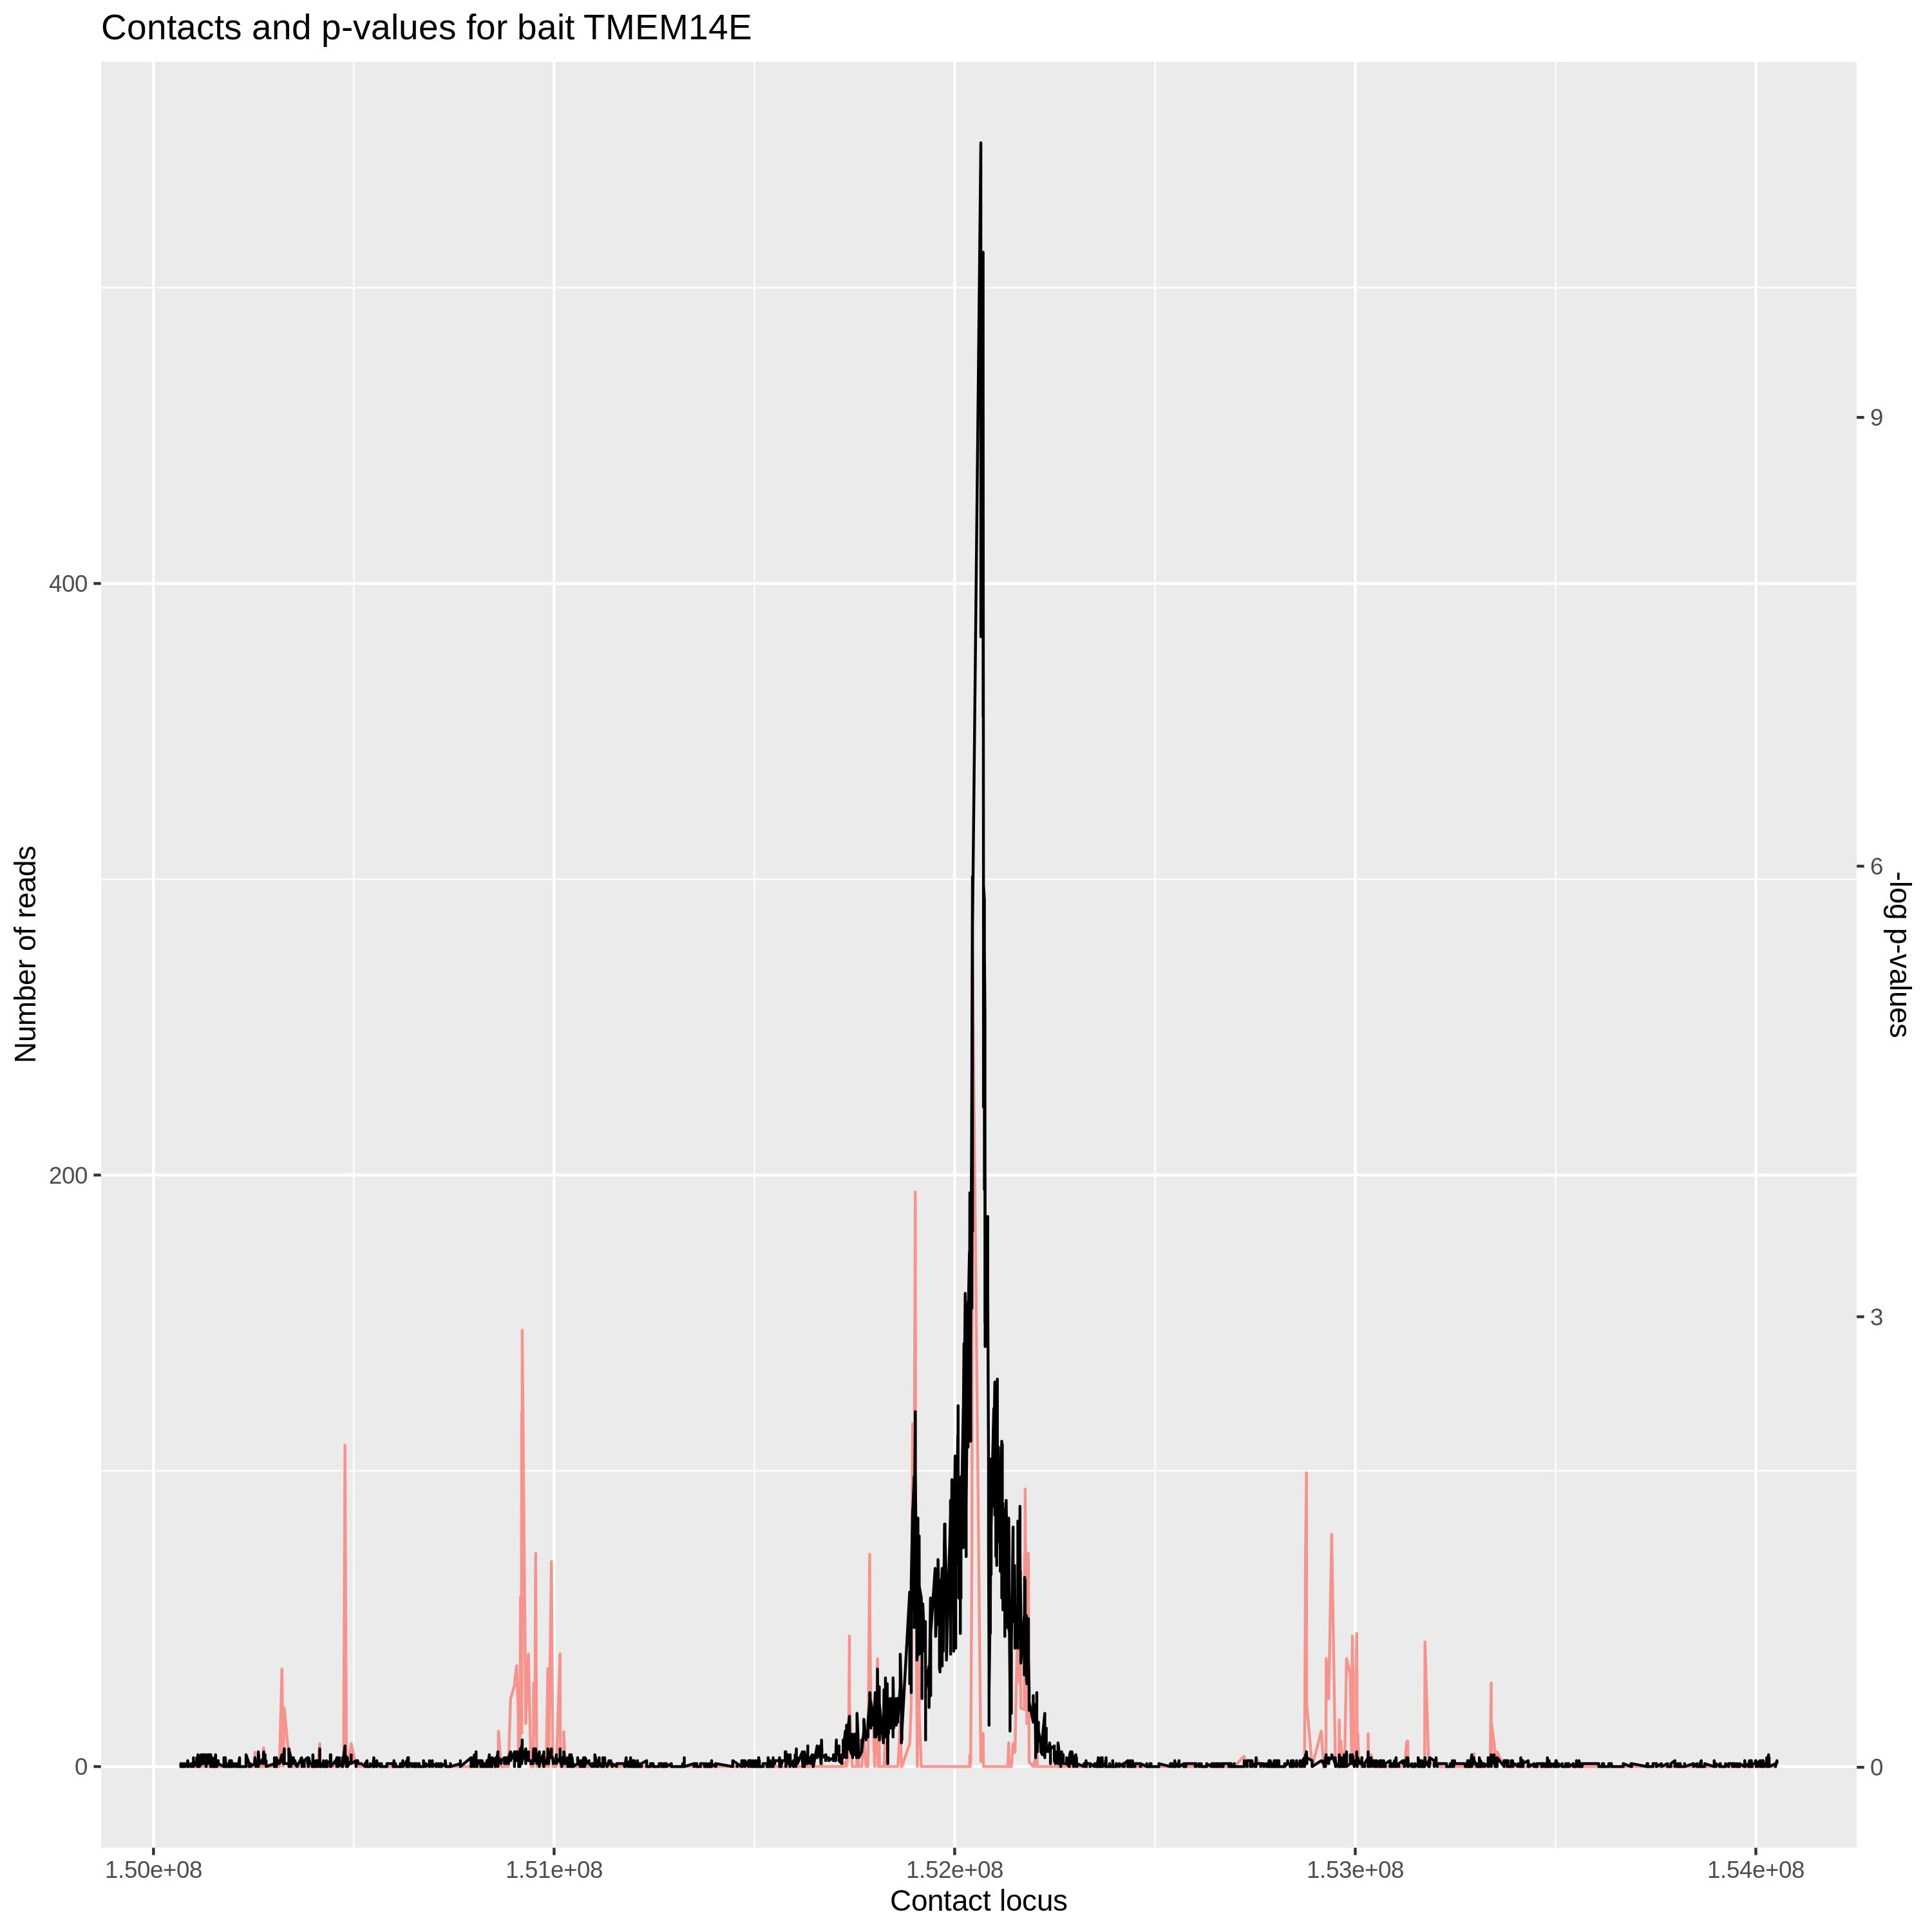 Contacts and p-values for bait TMEM14E
9
400
6
Number of reads
-log p-values
200
3
0
0
1.50e+08 1.51e+08 1.52e+08 1.53e+08 1.54e+08
Contact locus